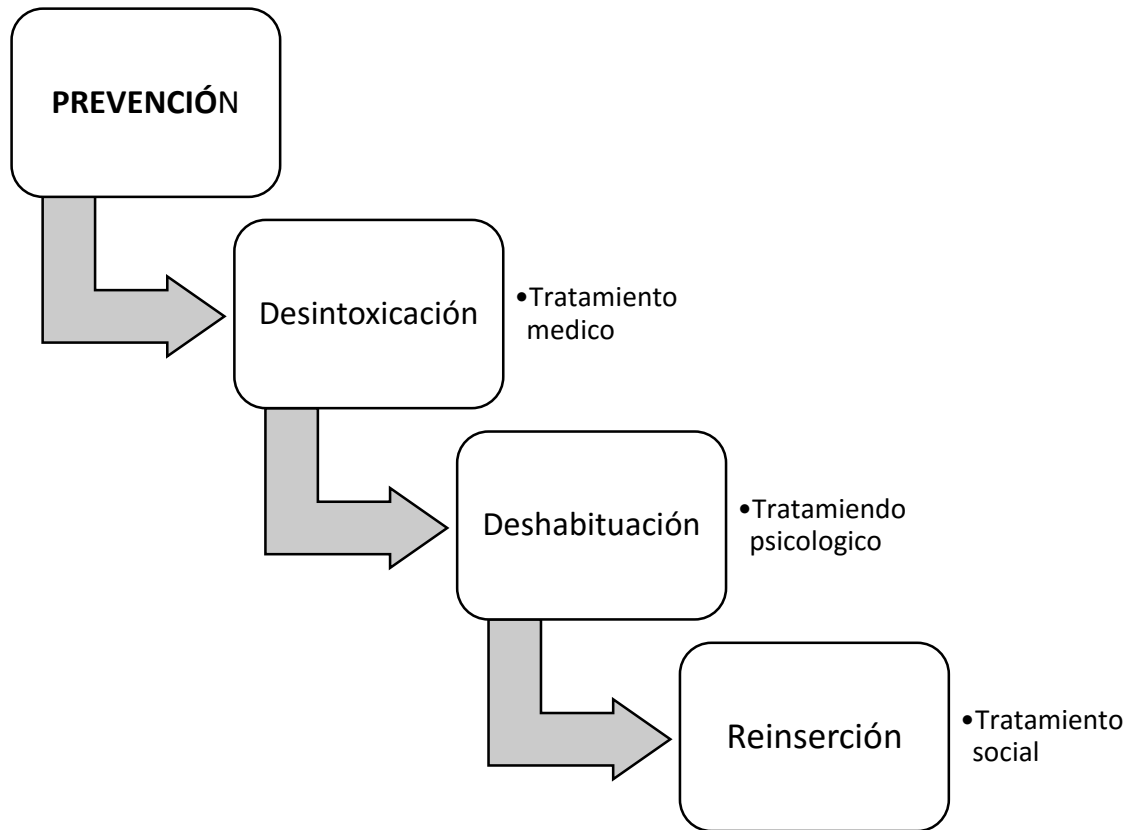 PREVENCIÓN
Desintoxicación
•Tratamiento
medico
Deshabituación
•Tratamiendo
psicologico
Reinserción
•Tratamiento
social